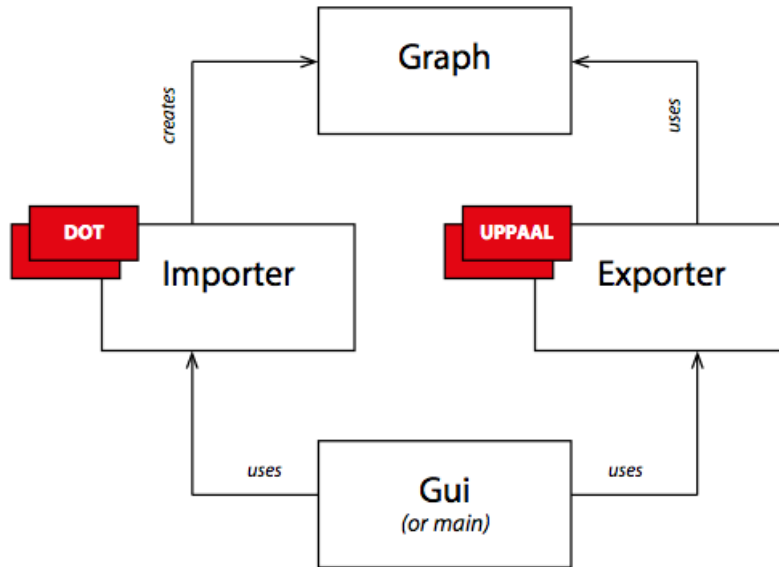 Graph
creates
uses
DOT
UPPAAL
Importer
Exporter
uses
uses
Gui
(or main)